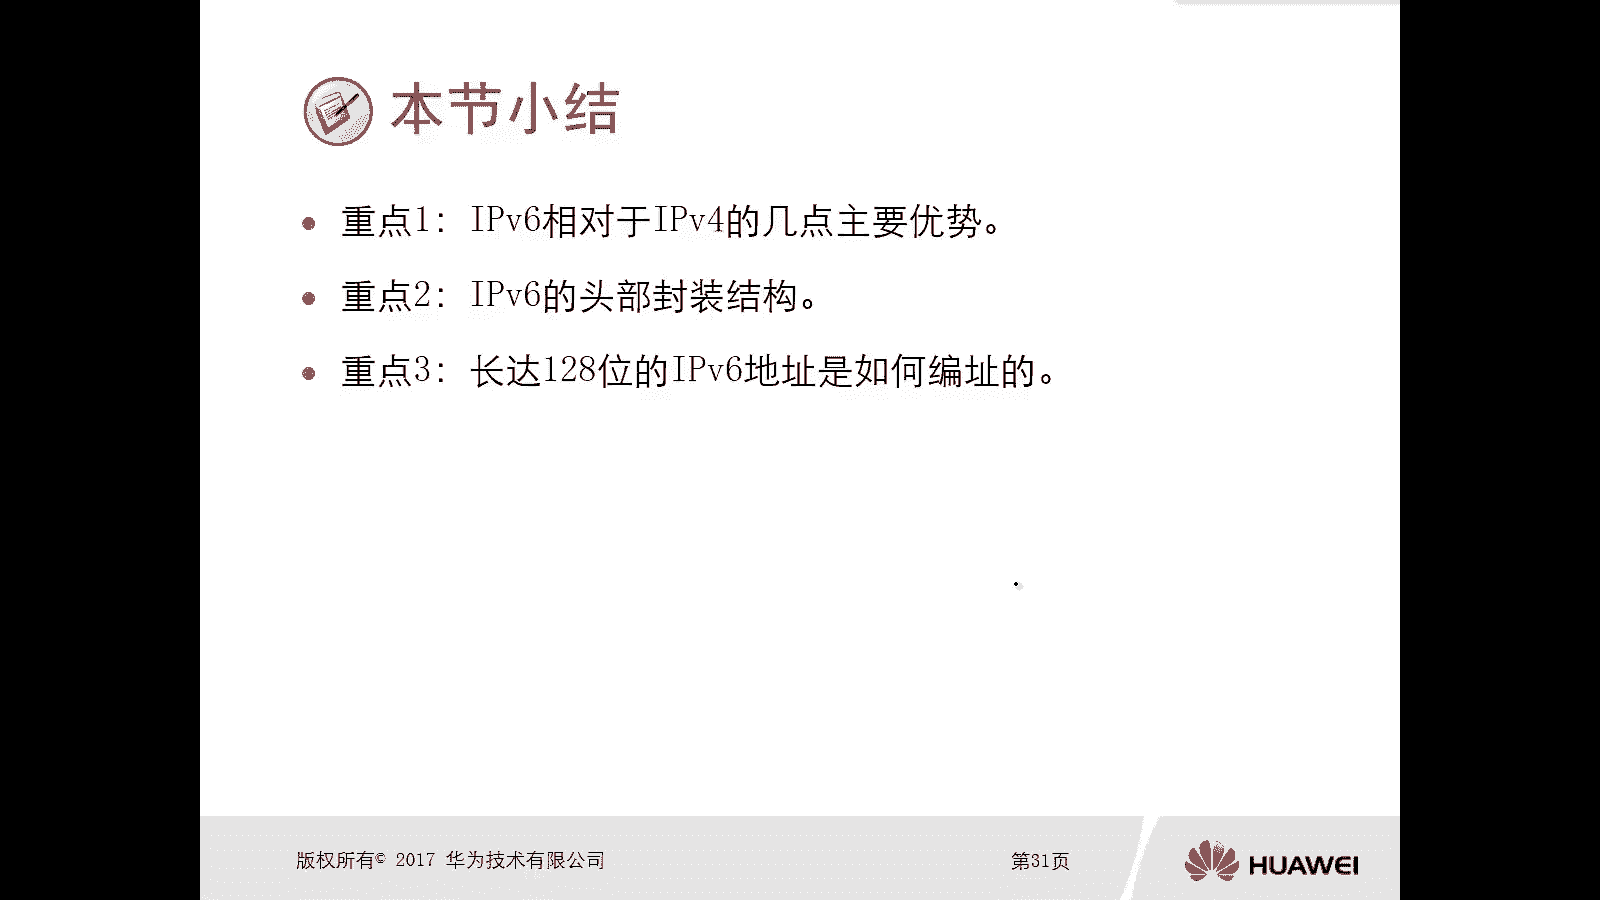 本节小结
重点1：IPv6相对于IPv4的几点主要优势。
重点2：IPv6的头部封装结构。
重点3：长达128位的IPv6地址是如何编址的。
版权所有© 2017 华为技术有限公司
第31页
HUAWEI